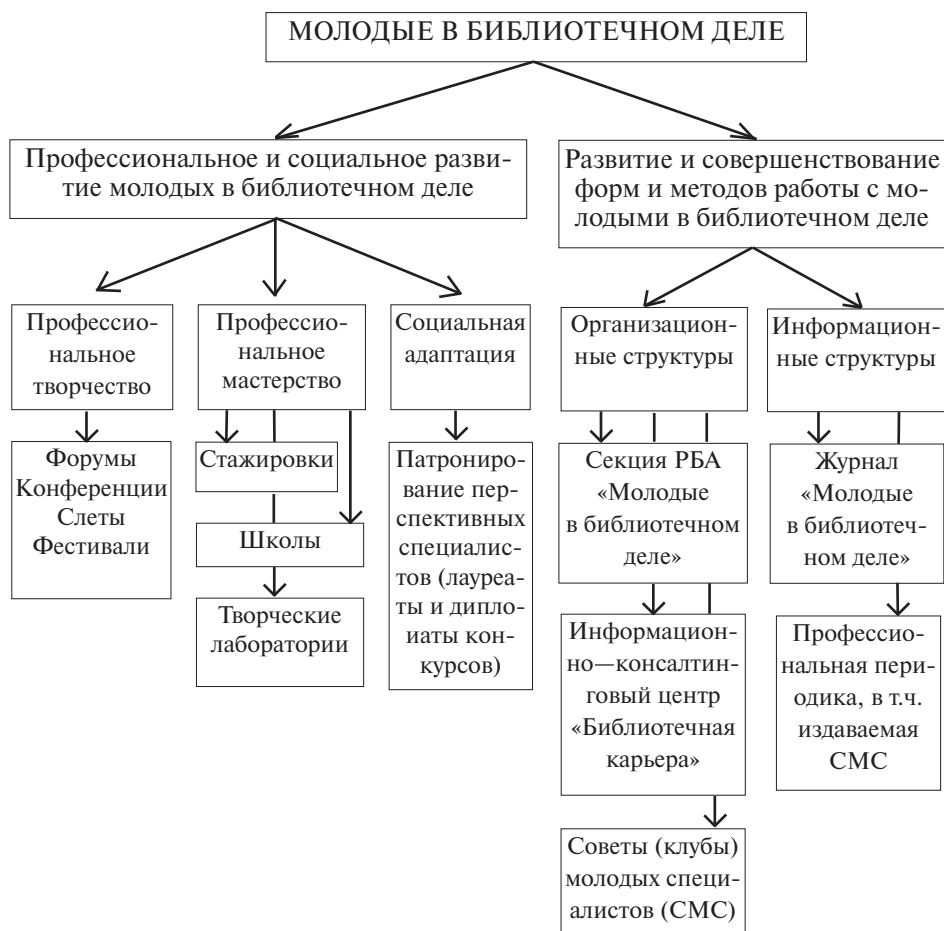 МОЛОДЫЕ В БИБЛИОТЕЧНОМ ДЕЛЕ
Профессиональное и социальное разви-
тие молодых в библиотечном деле
Развитие и совершенствование
форм и методов работы с мо-
лодыми в библиотечном деле
Профессио-
нальное
творчество
Профессио-
нальное
мастерство
Социальная
адаптация
Организацион-
ные структуры
Информацион-
ные структуры
Форумы
Конференции
Слеты
Фестивали
Стажировки
Школы
Творческие
лаборатории
Патрониро-
вание пер-
спективных
специалис-
тов (лауреа-
ты и дипло-
иаты кон-
курсов)
Секция РБА
«Молодые
в библиотечном
деле»
Информацион-
но—консалтин-
говый центр
«Библиотечная
карьера»
Советы (клубы)
молодых специ-
алистов (СМС)
Журнал
«Молодые
в библиотеч-
ном деле»
Профессио-
нальная пери-
одика, в т.ч.
издаваемая
СМС